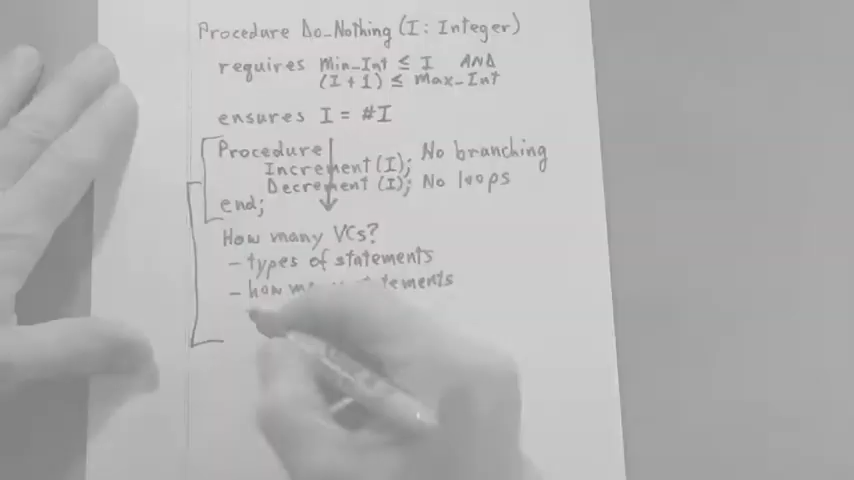 Procedure Do_Nothing (I: Integer)
requires Min_Int ≤ I AND
(I + 1) ≤ Max_Int
ensures I = #I
Procedure
Increment (I); No branching
Decrement (I); No loops
end;
How many VCs?
- types of statements
- how